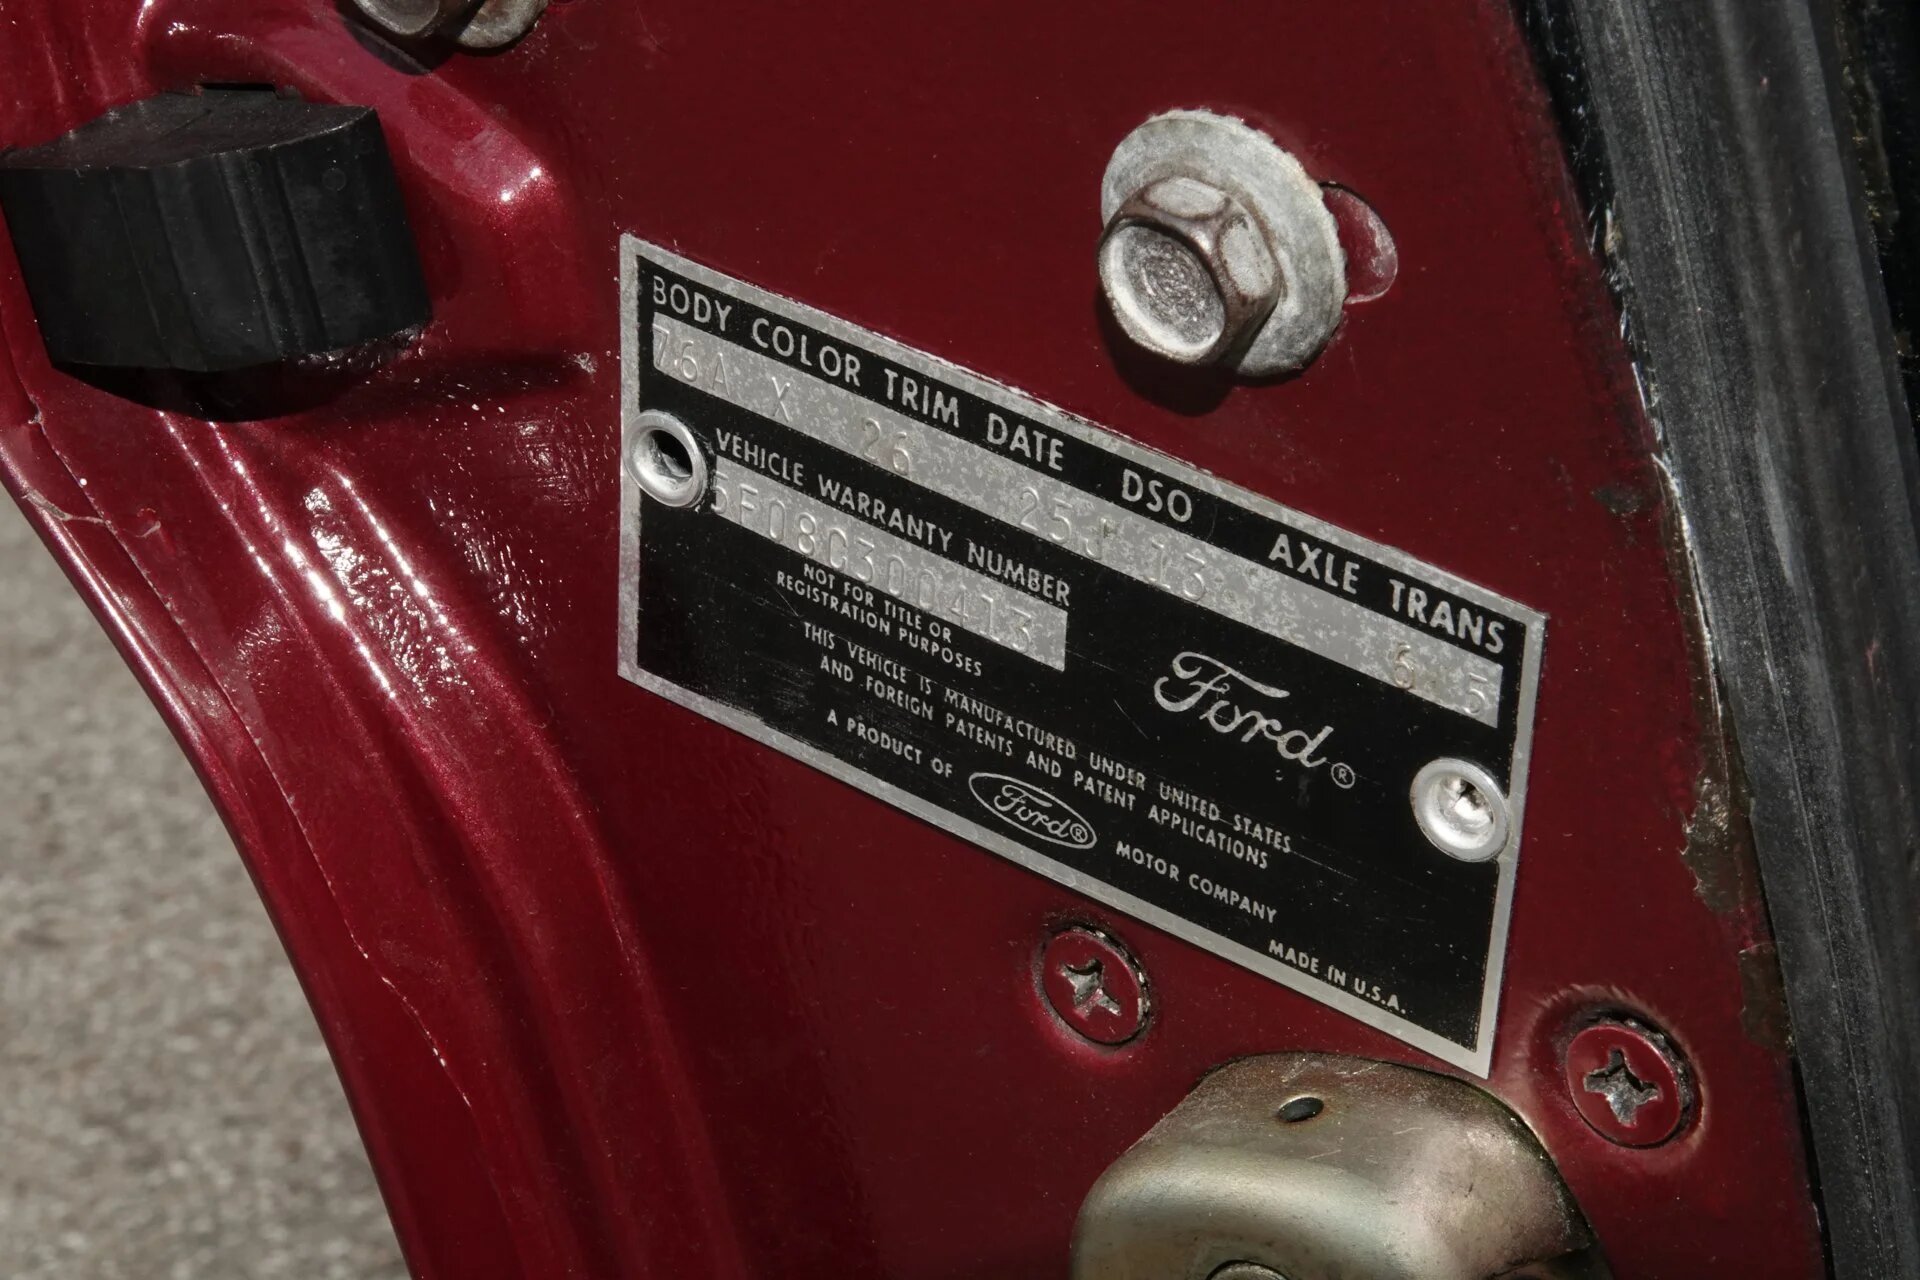 BODY COLOR TRIM DATE DSO AXLE TRANS
76A X 26 25J 13 6 5
VEHICLE WARRANTY NUMBER
5F08C300413
NOT FOR TITLE OR
REGISTRATION PURPOSES
Ford®
THIS VEHICLE IS MANUFACTURED UNDER UNITED STATES
AND FOREIGN PATENTS AND PATENT APPLICATIONS
A PRODUCT OF Ford® MOTOR COMPANY
MADE IN U.S.A.